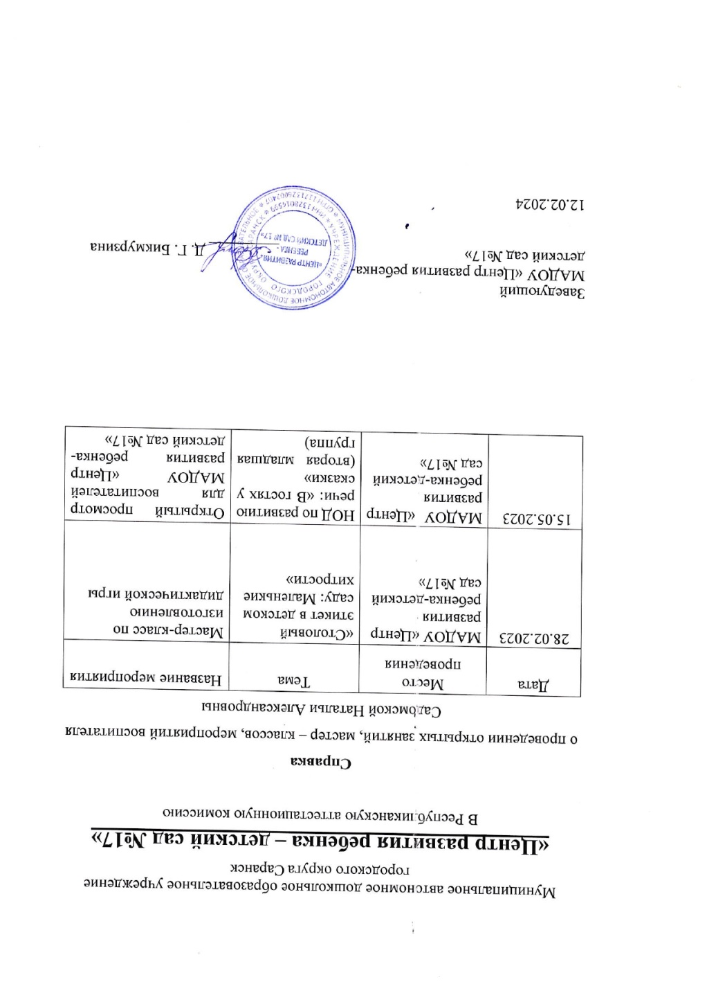 Муниципальное автономное дошкольное образовательное учреждение
городского округа Саранск
«Центр развития ребенка – детский сад №17»
В Республиканскую аттестационную комиссию
Справка
о проведении открытых занятий, мастер – классов, мероприятий воспитателя
Садомской Натальи Александровны
Дата
Место
проведения
Тема
Название мероприятия
28.02.2023
МАДОУ «Центр
развития
ребенка-детский
сад №17»
«Столовый
этикет в детском
саду: Маленькие
хитрости»
Мастер-класс по
изготовлению
дидактической игры
15.05.2023
МАДОУ «Центр
развития
ребенка-детский
сад №17»
НОД по развитию
речи: «В гостях у
сказки»
(вторая младшая
группа)
Открытый просмотр
для воспитателей
МАДОУ «Центр
развития ребенка-
детский сад №17»
Заведующий
МАДОУ «Центр развития ребенка-
детский сад №17»
Д. Г. Бикмурзина
12.02.2024
«ЦЕНТР РАЗВИТИЯ
РЕБЕНКА -
ДЕТСКИЙ САД № 17»